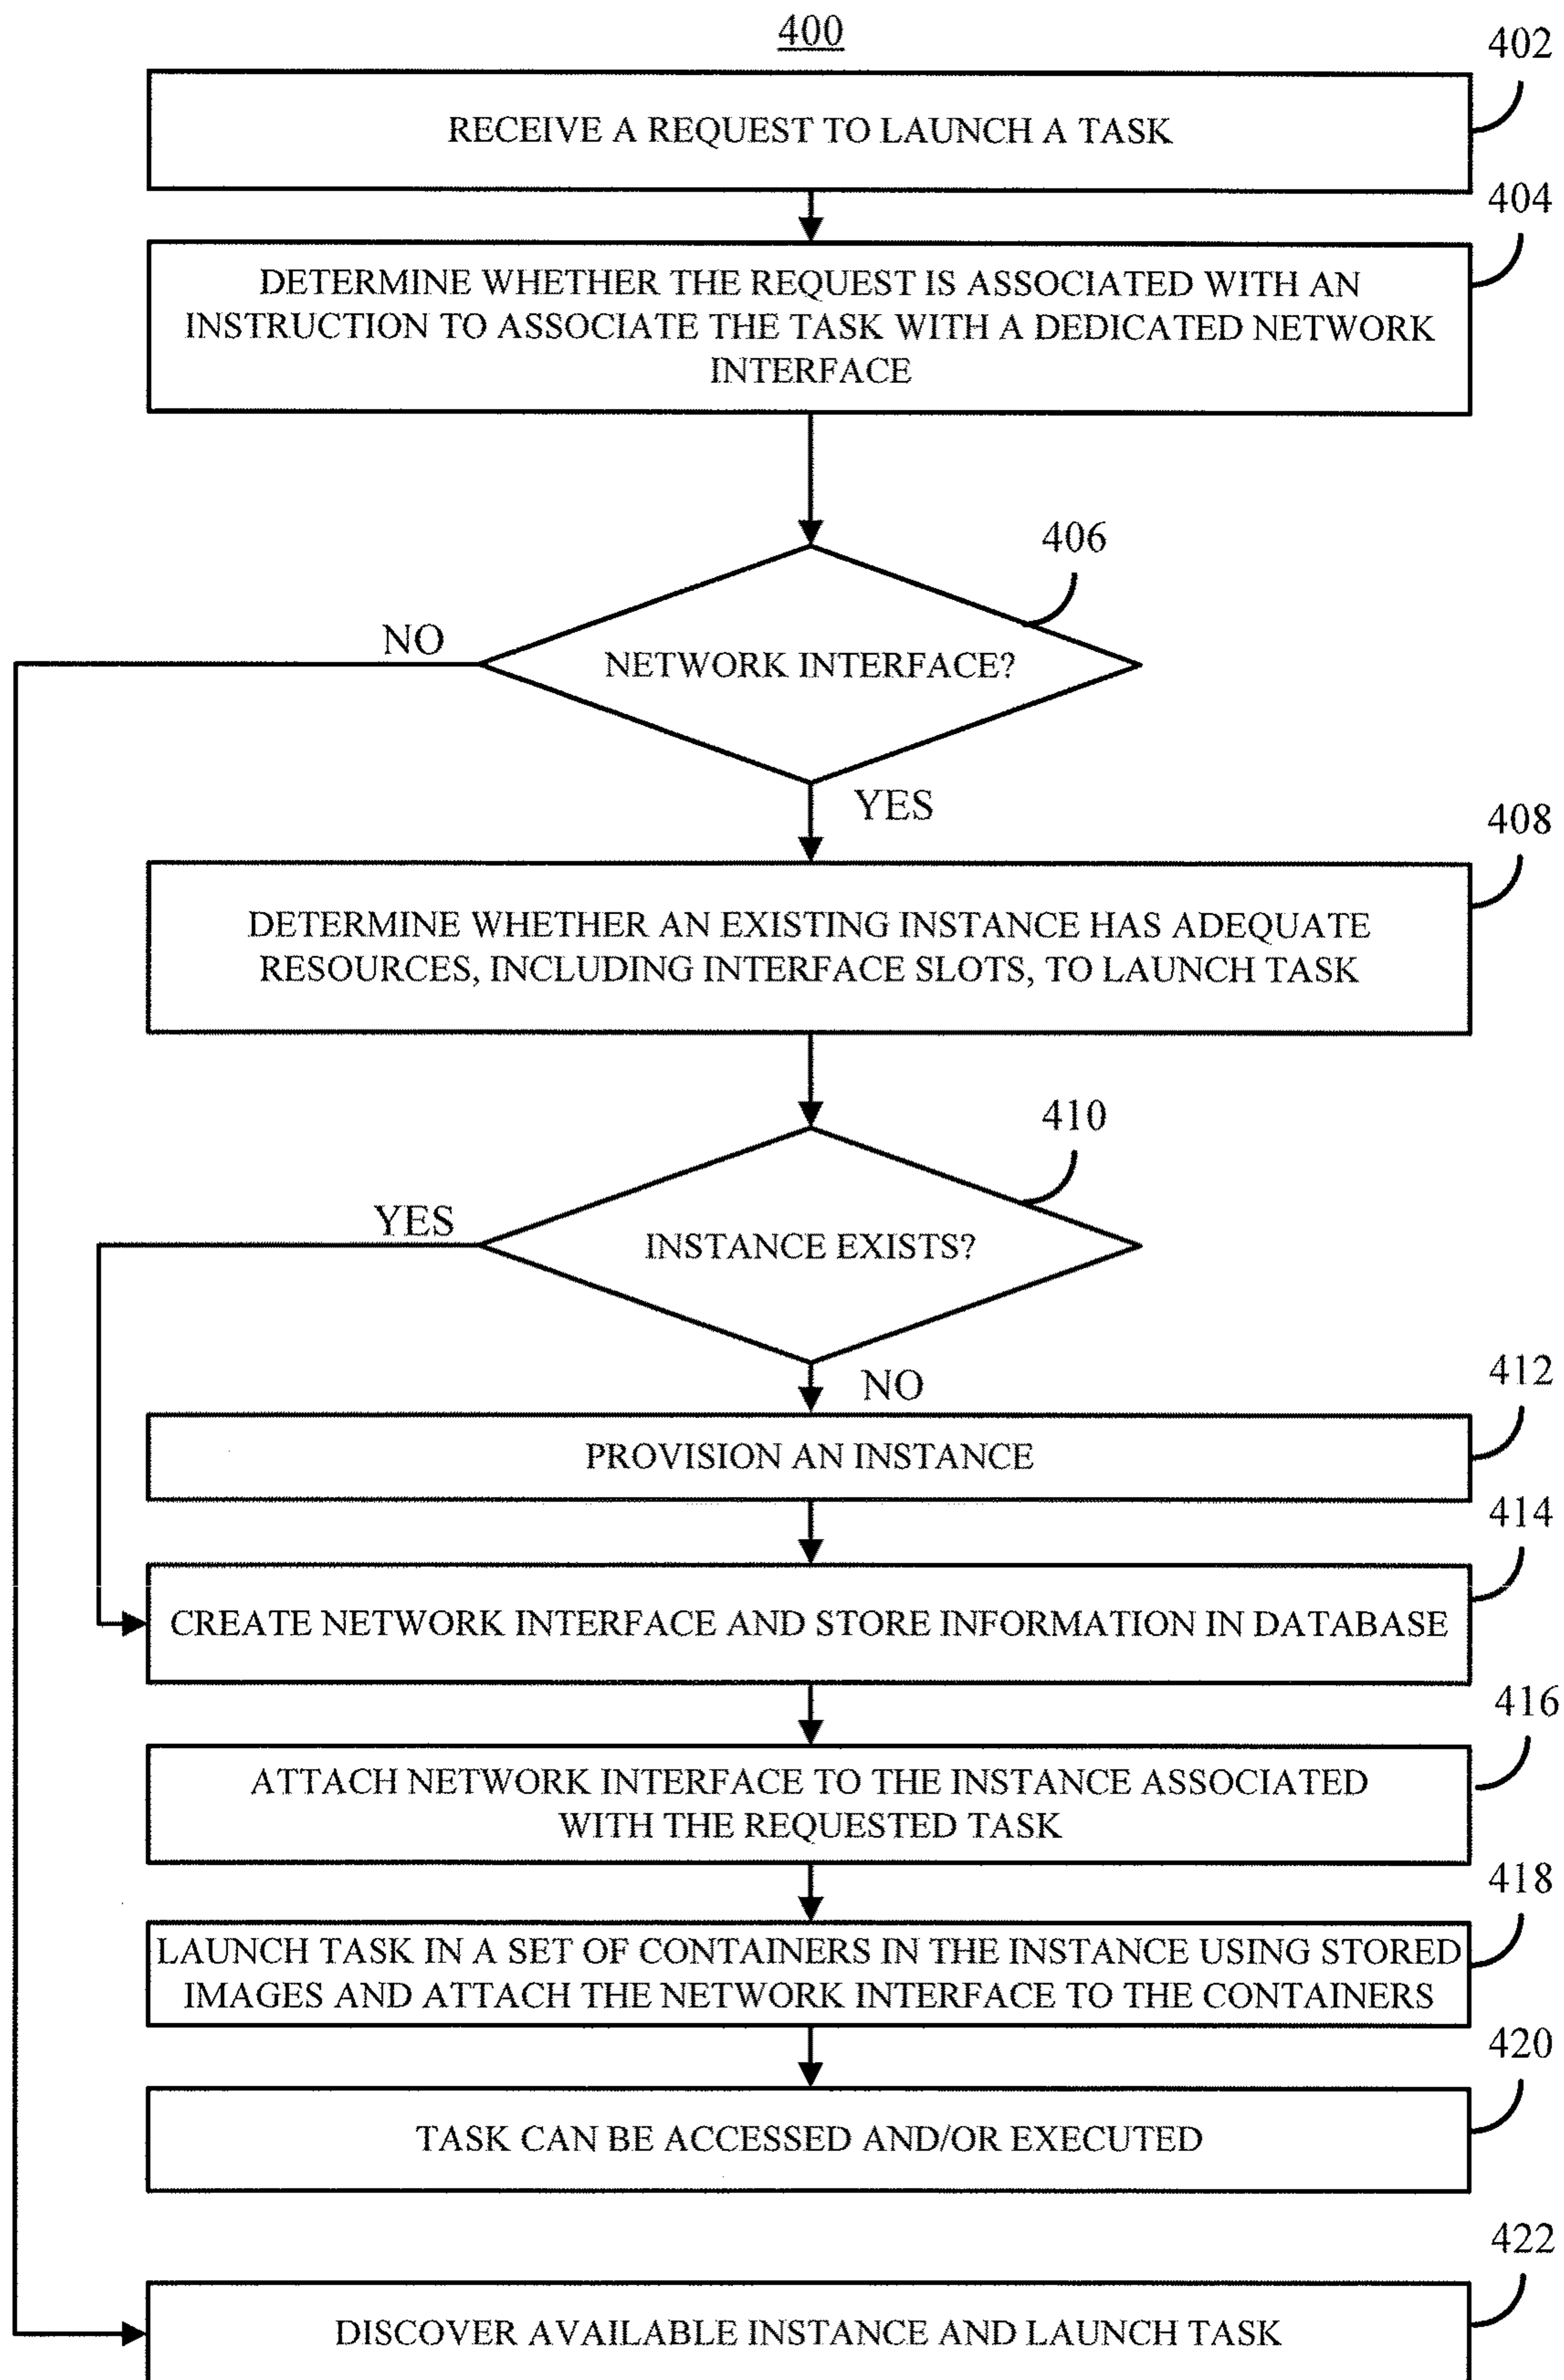 400
402
RECEIVE A REQUEST TO LAUNCH A TASK
404
DETERMINE WHETHER THE REQUEST IS ASSOCIATED WITH AN
INSTRUCTION TO ASSOCIATE THE TASK WITH A DEDICATED NETWORK
INTERFACE
406
NO
NETWORK INTERFACE?
YES
408
DETERMINE WHETHER AN EXISTING INSTANCE HAS ADEQUATE
RESOURCES, INCLUDING INTERFACE SLOTS, TO LAUNCH TASK
410
YES
INSTANCE EXISTS?
NO
412
PROVISION AN INSTANCE
414
CREATE NETWORK INTERFACE AND STORE INFORMATION IN DATABASE
416
ATTACH NETWORK INTERFACE TO THE INSTANCE ASSOCIATED
WITH THE REQUESTED TASK
418
LAUNCH TASK IN A SET OF CONTAINERS IN THE INSTANCE USING STORED
IMAGES AND ATTACH THE NETWORK INTERFACE TO THE CONTAINERS
420
TASK CAN BE ACCESSED AND/OR EXECUTED
422
DISCOVER AVAILABLE INSTANCE AND LAUNCH TASK